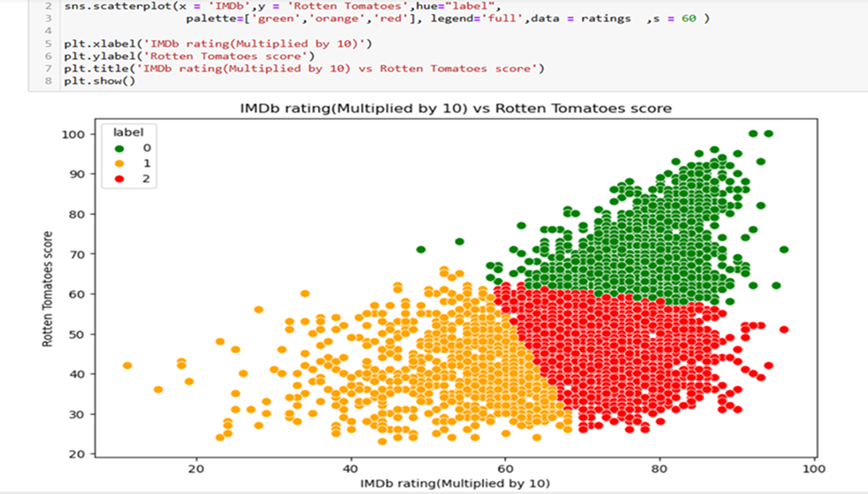 2 sns.scatterplot(x = 'IMDb',y = 'Rotten Tomatoes',hue="label",
3 palette=['green','orange','red'], legend='full',data = ratings ,s = 60 )
4
5 plt.xlabel('IMDb rating(Multiplied by 10)')
6 plt.ylabel('Rotten Tomatoes score')
7 plt.title('IMDb rating(Multiplied by 10) vs Rotten Tomatoes score')
8 plt.show()
IMDb rating(Multiplied by 10) vs Rotten Tomatoes score
label
0
1
2
100
90
80
70
60
50
40
30
20
Rotten Tomatoes score
20 40 60 80 100
IMDb rating(Multiplied by 10)